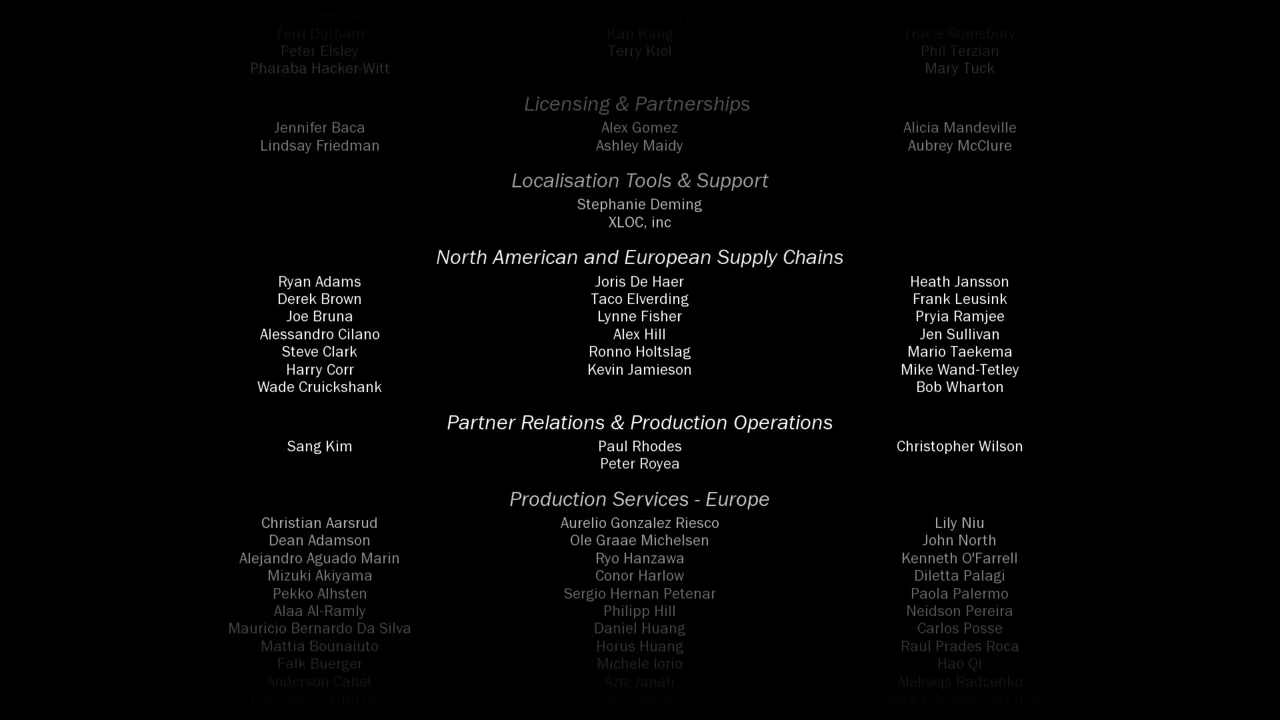 Terri Durham Kap Kang Travis Stansbury
Peter Elsley Terry Kiel Phil Terzian
Pharaba Hacker-Witt Mary Tuck
Licensing & Partnerships
Jennifer Baca Alex Gomez Alicia Mandeville
Lindsay Friedman Ashley Maidy Aubrey McClure
Localisation Tools & Support
Stephanie Deming
XLOC, inc
North American and European Supply Chains
Ryan Adams Joris De Haer Heath Jansson
Derek Brown Taco Elverding Frank Leusink
Joe Bruna Lynne Fisher Pryia Ramjee
Alessandro Cilano Alex Hill Jen Sullivan
Steve Clark Ronno Holtslag Mario Taekema
Harry Corr Kevin Jamieson Mike Wand-Tetley
Wade Cruickshank Bob Wharton
Partner Relations & Production Operations
Sang Kim Paul Rhodes Christopher Wilson
Peter Royea
Production Services - Europe
Christian Aarsrud Aurelio Gonzalez Riesco Lily Niu
Dean Adamson Ole Graae Michelsen John North
Alejandro Aguado Marin Ryo Hanzawa Kenneth O'Farrell
Mizuki Akiyama Conor Harlow Diletta Palagi
Pekko Alhsten Sergio Hernan Petenar Paola Palermo
Alaa Al-Ramly Philipp Hill Neidson Pereira
Mauricio Bernardo Da Silva Daniel Huang Carlos Posse
Mattia Bounaiuto Horus Huang Raul Prades Roca
Falk Buerger Michele Iorio Hao Qi
Anderson Cahet Aziz Janah Aleksejs Radcenko